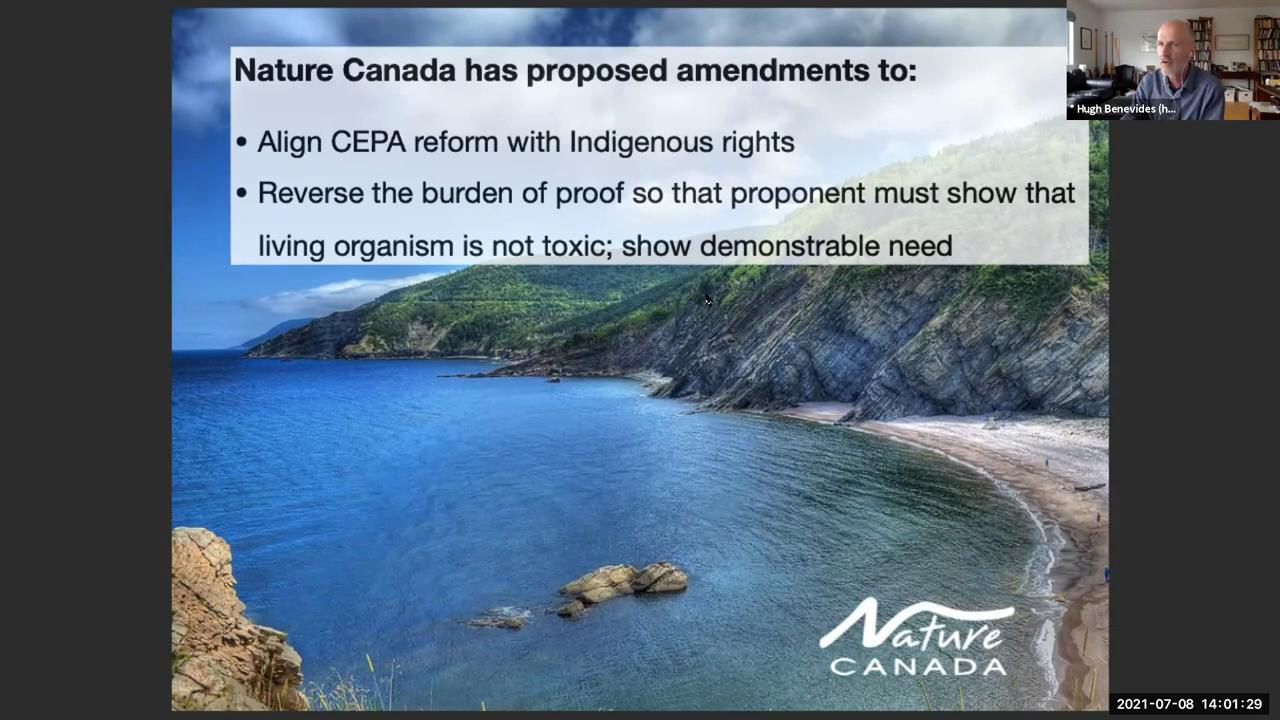 Nature Canada has proposed amendments to:
• Align CEPA reform with Indigenous rights
• Reverse the burden of proof so that proponent must show that
living organism is not toxic; show demonstrable need
* Hugh Benevides (h...
Nature
CANADA
2021-07-08 14:01:29